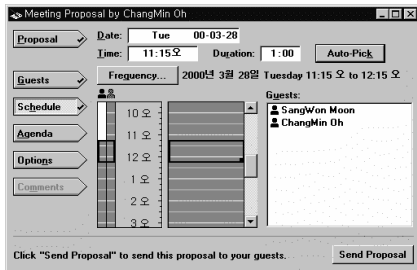 Meeting Proposal by ChangMin Oh
Proposal
Date: Tue 00-03-28
Time: 11:15오 Duration: 1:00 Auto-Pick
Guests
Frequency... 2000년 3월 28일 Tuesday 11:15 오 to 12:15 오
Schedule
Guests:
SangWon Moon
ChangMin Oh
10 오
11 오
12 오
1 오
2 오
3 오
Agenda
Options
Comments
Click "Send Proposal" to send this proposal to your guests. Send Proposal